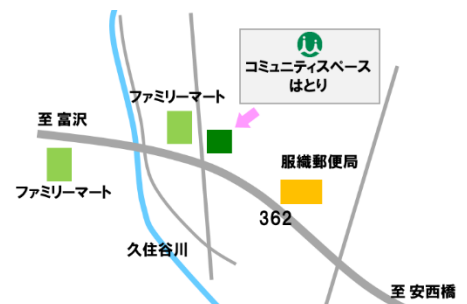 コミュニティスペース
はとり
ファミリーマート
至 富沢
服織郵便局
ファミリーマート
362
久住谷川
至 安西橋